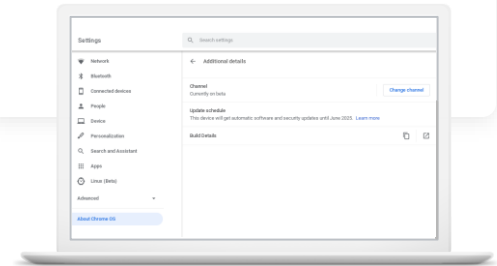 Settings
Search settings
Network
Bluetooth
Connected devices
People
Device
Personalization
Search and Assistant
Apps
Linux (Beta)
Advanced
About Chrome OS
Additional details
Channel
Currently on beta
Change channel
Update schedule
This device will get automatic software and security updates until June 2025. Learn more
Build Details